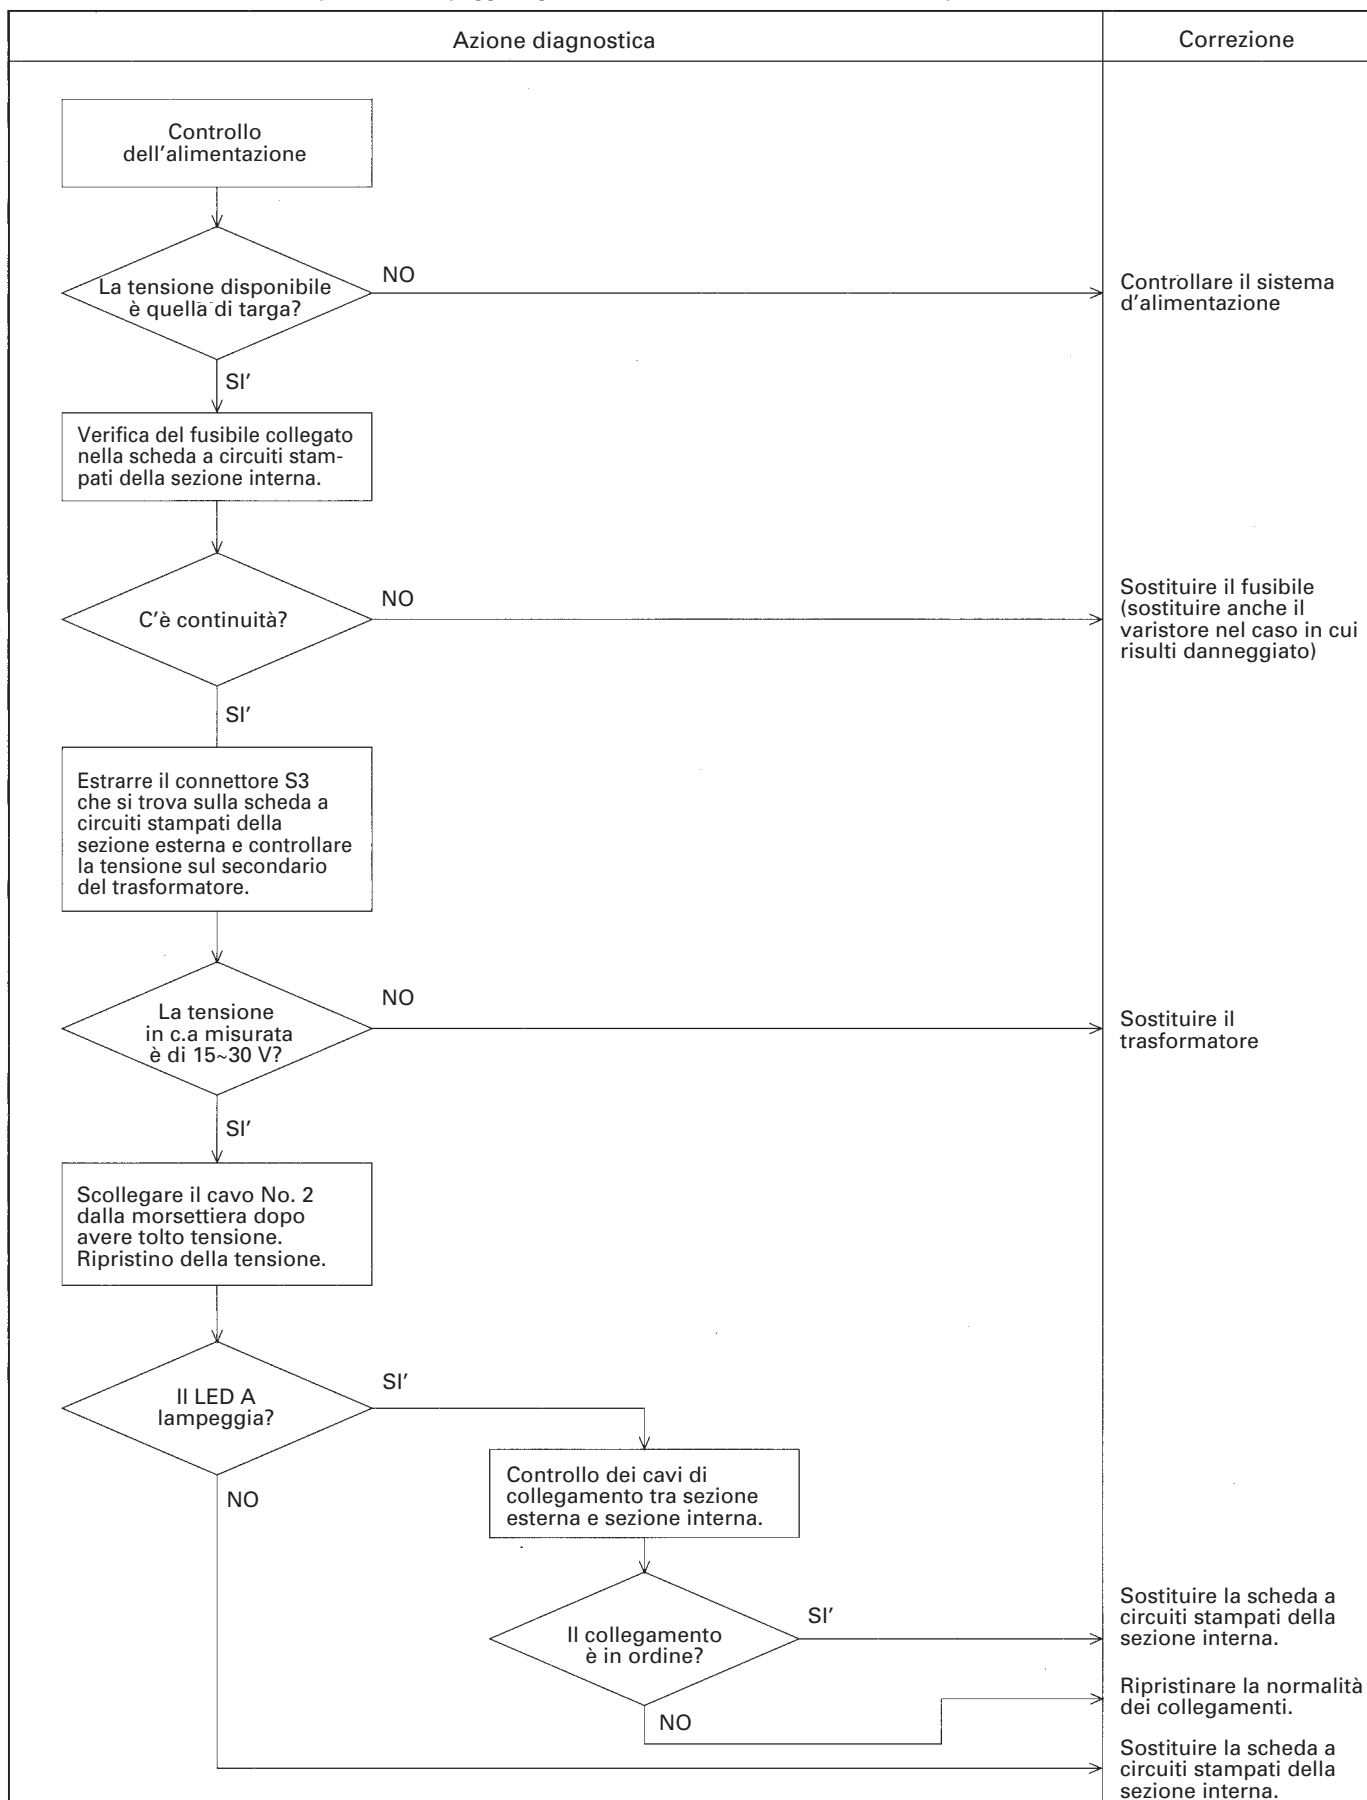 Azione diagnostica
Correzione
Controllo
dell'alimentazione
La tensione disponibile
è quella di targa?
NO
Controllare il sistema
d'alimentazione
SI'
Verifica del fusibile collegato
nella scheda a circuiti stam-
pati della sezione interna.
C'è continuità?
NO
Sostituire il fusibile
(sostituire anche il
varistore nel caso in cui
risulti danneggiato)
SI'
Estrarre il connettore S3
che si trova sulla scheda a
circuiti stampati della
sezione esterna e controllare
la tensione sul secondario
del trasformatore.
La tensione
in c.a misurata
è di 15~30 V?
NO
Sostituire il
trasformatore
SI'
Scollegare il cavo No. 2
dalla morsettiera dopo
avere tolto tensione.
Ripristino della tensione.
Il LED A
lampeggia?
SI'
NO
Controllo dei cavi di
collegamento tra sezione
esterna e sezione interna.
Il collegamento
è in ordine?
SI'
Sostituire la scheda a
circuiti stampati della
sezione interna.
NO
Ripristinare la normalità
dei collegamenti.
Sostituire la scheda a
circuiti stampati della
sezione interna.